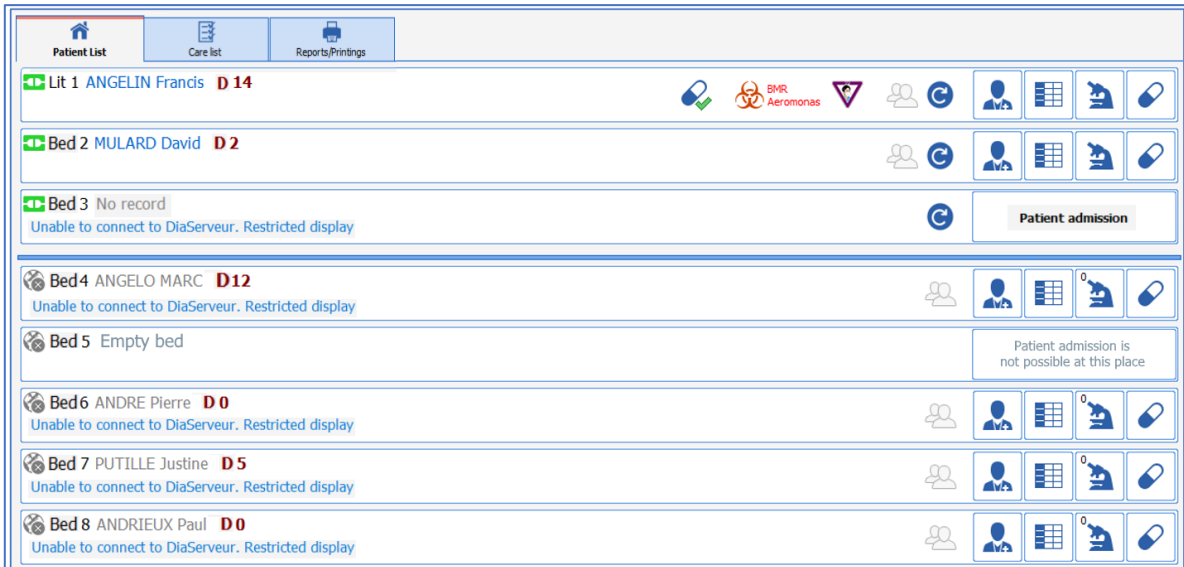 Patient List
Care list
Reports/Printings
Lit 1 ANGELIN Francis D 14
BMR
Aeromonas
Bed 2 MULARD David D 2
Bed 3 No record
Unable to connect to DiaServeur. Restricted display
Patient admission
Bed 4 ANGELO MARC D12
Unable to connect to DiaServeur. Restricted display
0
Bed 5 Empty bed
Patient admission is
not possible at this place
Bed 6 ANDRE Pierre D 0
Unable to connect to DiaServeur. Restricted display
0
Bed 7 PUTILLE Justine D 5
Unable to connect to DiaServeur. Restricted display
0
Bed 8 ANDRIEUX Paul D 0
Unable to connect to DiaServeur. Restricted display
0